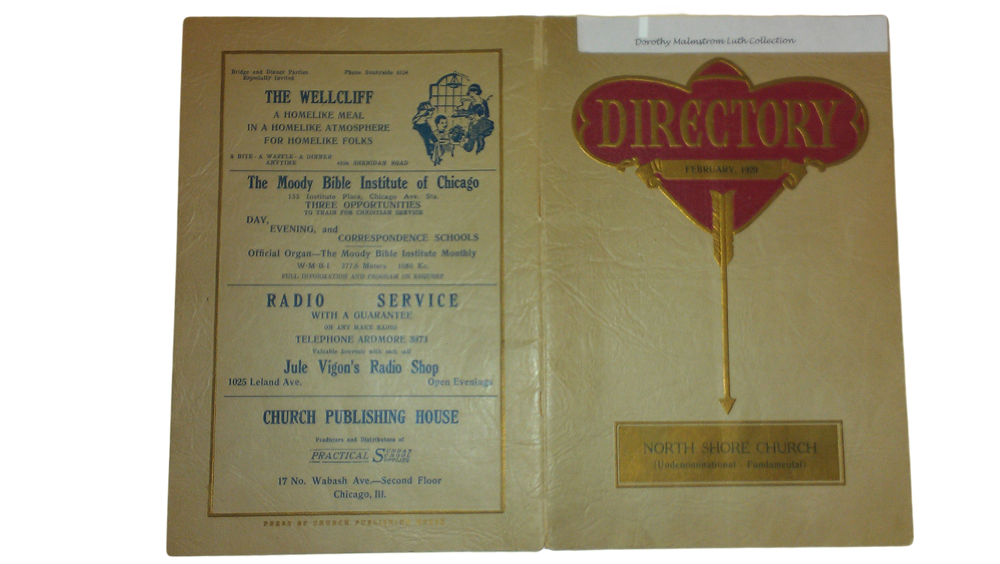 Bridge and Dinner Parties
Especially Invited
Phone Sunnyside
THE WELLCLIFF
A HOMELIKE MEAL
IN A HOMELIKE ATMOSPHERE
FOR HOMELIKE FOLKS
A BITE - A WAFFLE - A DINNER
ANYTIME
SHERIDAN ROAD
The Moody Bible Institute of Chicago
153 Institute Place, Chicago Ave. Sta.
THREE OPPORTUNITIES
TO TRAIN FOR CHRISTIAN SERVICE
DAY,
EVENING, and
CORRESPONDENCE SCHOOLS
Official Organ—The Moody Bible Institute Monthly
W-M-B-I 277.6 Meters 1080 Kc.
FULL INFORMATION AND PROGRAM ON REQUEST
RADIO SERVICE
WITH A GUARANTEE
ON ANY MAKE RADIO
TELEPHONE ARDMORE 3973
Valuable Souvenir with each call
Jule Vigon's Radio Shop
1025 Leland Ave. Open Evenings
CHURCH PUBLISHING HOUSE
Producers and Distributors of
PRACTICAL SUNDAY SCHOOL SUPPLIES
17 No. Wabash Ave.—Second Floor
Chicago, Ill.
PRESS OF CHURCH PUBLISHING HOUSE
Dorothy Malmstrom Luth Collection
DIRECTORY
FEBRUARY, 1929
NORTH SHORE CHURCH
(Undenominational - Fundamental)